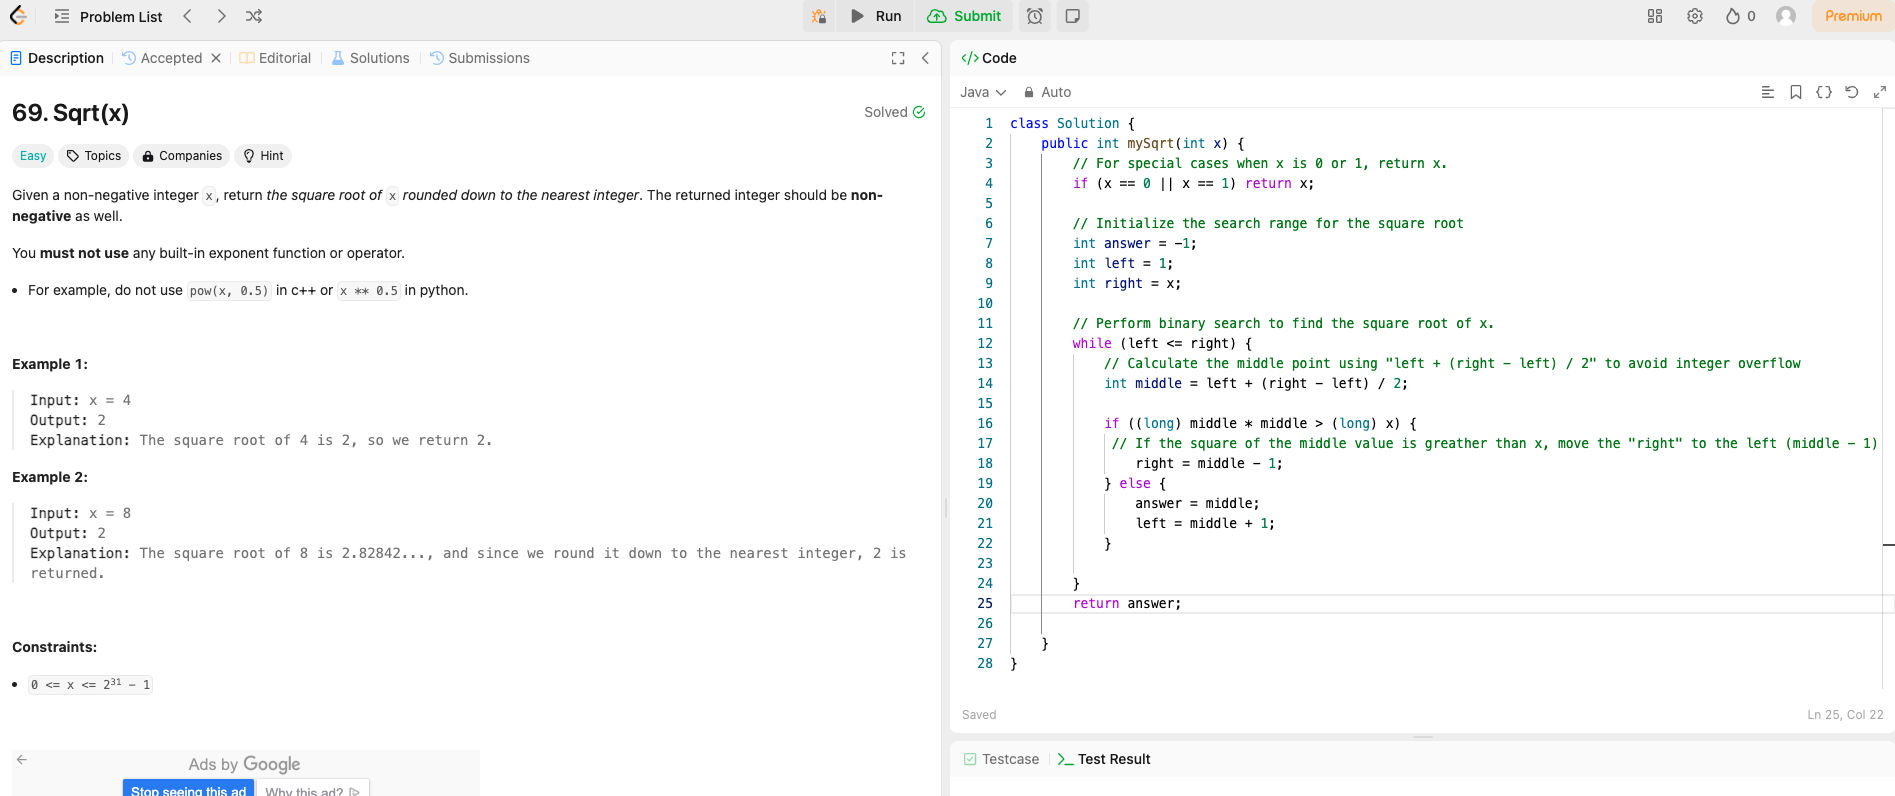 Problem List
Run
Submit
0
Premium
Description
Accepted
Editorial
Solutions
Submissions
69. Sqrt(x)
Solved
Easy
Topics
Companies
Hint
Given a non-negative integer x, return the square root of x rounded down to the nearest integer. The returned integer should be non-
negative as well.
You must not use any built-in exponent function or operator.
• For example, do not use pow(x, 0.5) in c++ or x ** 0.5 in python.
Example 1:
Input: x = 4
Output: 2
Explanation: The square root of 4 is 2, so we return 2.
Example 2:
Input: x = 8
Output: 2
Explanation: The square root of 8 is 2.82842..., and since we round it down to the nearest integer, 2 is
returned.
Constraints:
• 0 <= x <= 2³¹ - 1
Ads by Google
Stop seeing this ad
Why this ad?
</> Code
Java
Auto
1 class Solution {
2 public int mySqrt(int x) {
3 // For special cases when x is 0 or 1, return x.
4 if (x == 0 || x == 1) return x;
5
6 // Initialize the search range for the square root
7 int answer = -1;
8 int left = 1;
9 int right = x;
10
11 // Perform binary search to find the square root of x.
12 while (left <= right) {
13 // Calculate the middle point using "left + (right - left) / 2" to avoid integer overflow
14 int middle = left + (right - left) / 2;
15
16 if ((long) middle * middle > (long) x) {
17 // If the square of the middle value is greather than x, move the "right" to the left (middle - 1)
18 right = middle - 1;
19 } else {
20 answer = middle;
21 left = middle + 1;
22 }
23
24 }
25 return answer;
26
27 }
28 }
Saved
Ln 25, Col 22
Testcase
Test Result